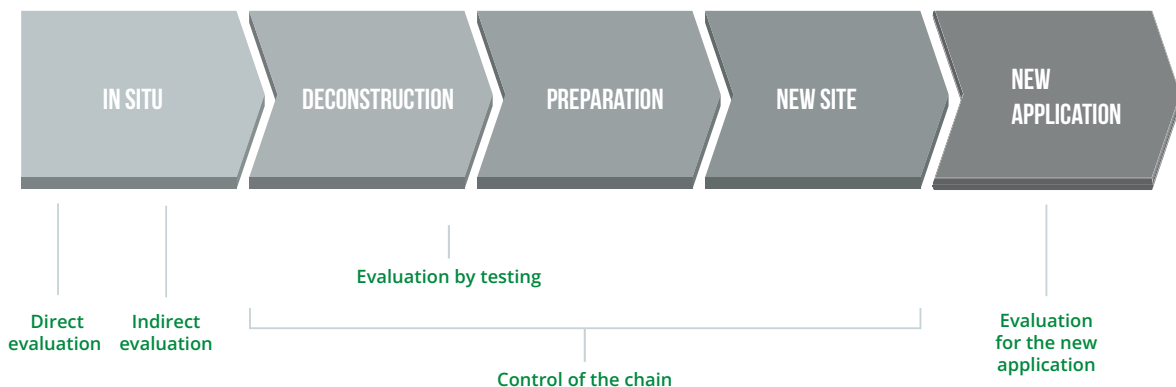 IN SITU
DECONSTRUCTION
PREPARATION
NEW SITE
NEW
APPLICATION
Evaluation by testing
Direct
evaluation
Indirect
evaluation
Evaluation
for the new
application
Control of the chain